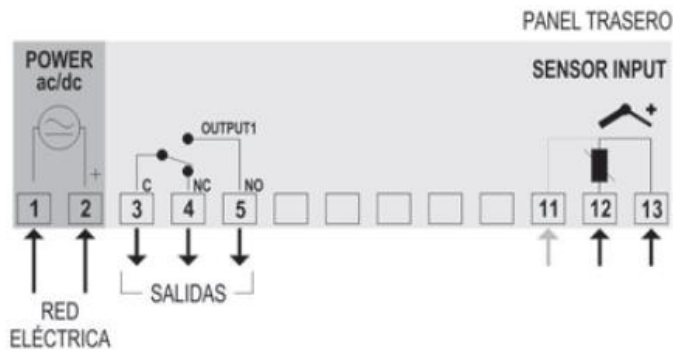 PANEL TRASERO
POWER
ac/dc
SENSOR INPUT
+
OUTPUT1
+
C
NC
NO
1
2
3
4
5
11
12
13
SALIDAS
RED
ELÉCTRICA